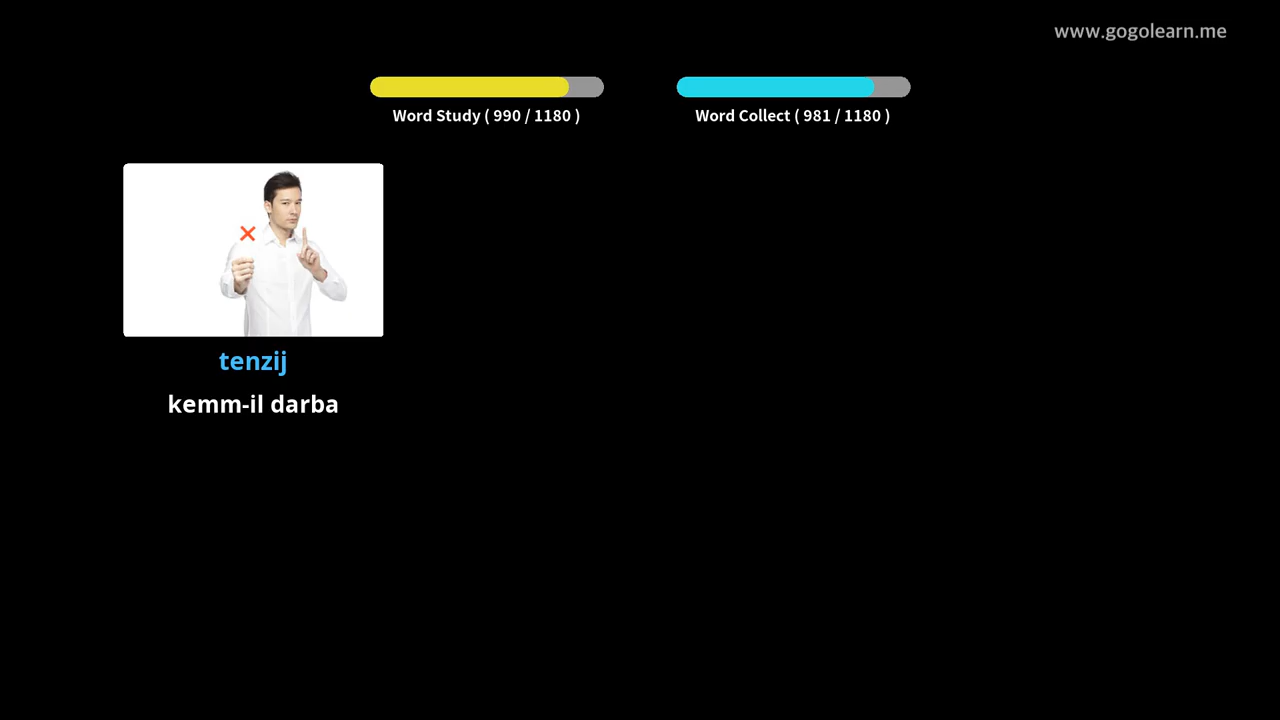 www.gogolearn.me
Word Study ( 990 / 1180 )
Word Collect ( 981 / 1180 )
tenzij
kemm-il darba